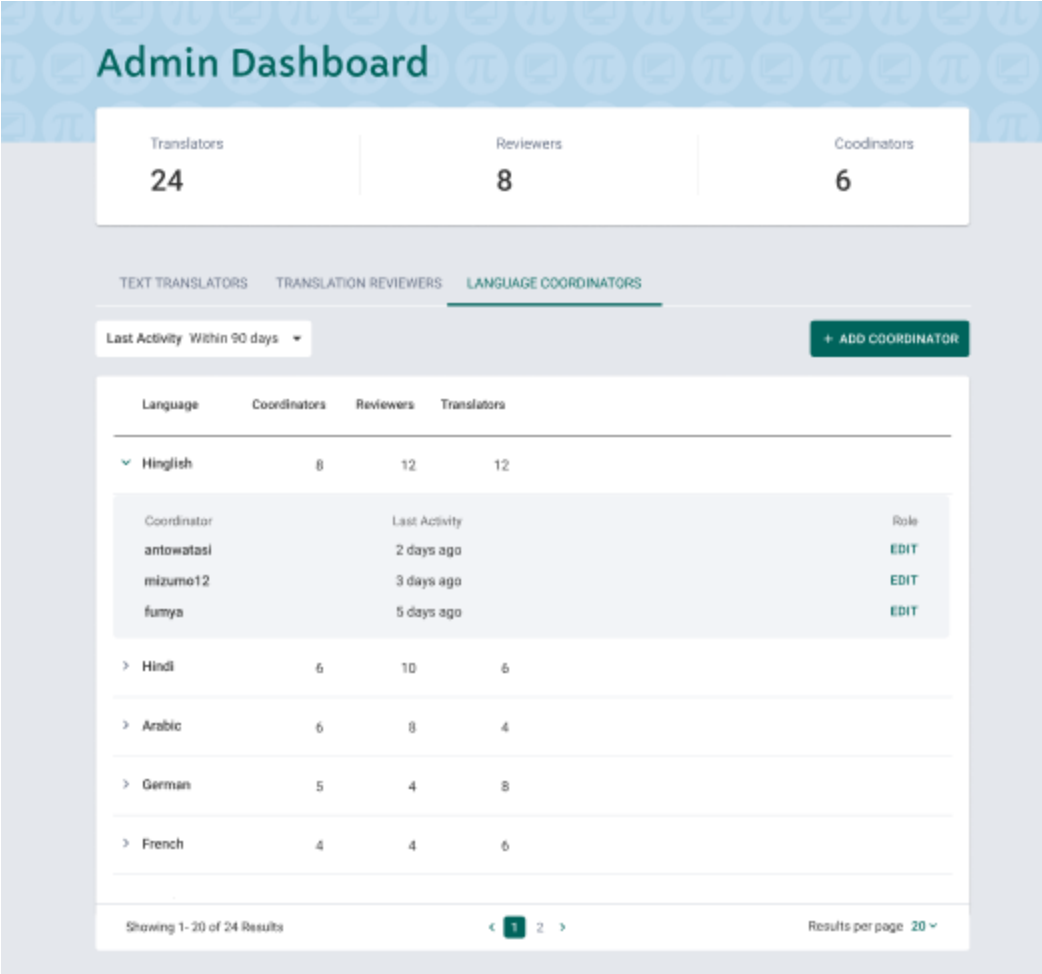 Admin Dashboard
Translators Reviewers Coodinators
24 8 6
TEXT TRANSLATORS TRANSLATION REVIEWERS LANGUAGE COORDINATORS
Last Activity Within 90 days + ADD COORDINATOR
Language Coordinators Reviewers Translators
Hinglish 8 12 12
Coordinator Last Activity Role
antowatasi 2 days ago EDIT
mizumo12 3 days ago EDIT
fumya 5 days ago EDIT
Hindi 6 10 6
Arabic 6 8 4
German 5 4 8
French 4 4 6
Showing 1- 20 of 24 Results < 1 2 > Results per page 20